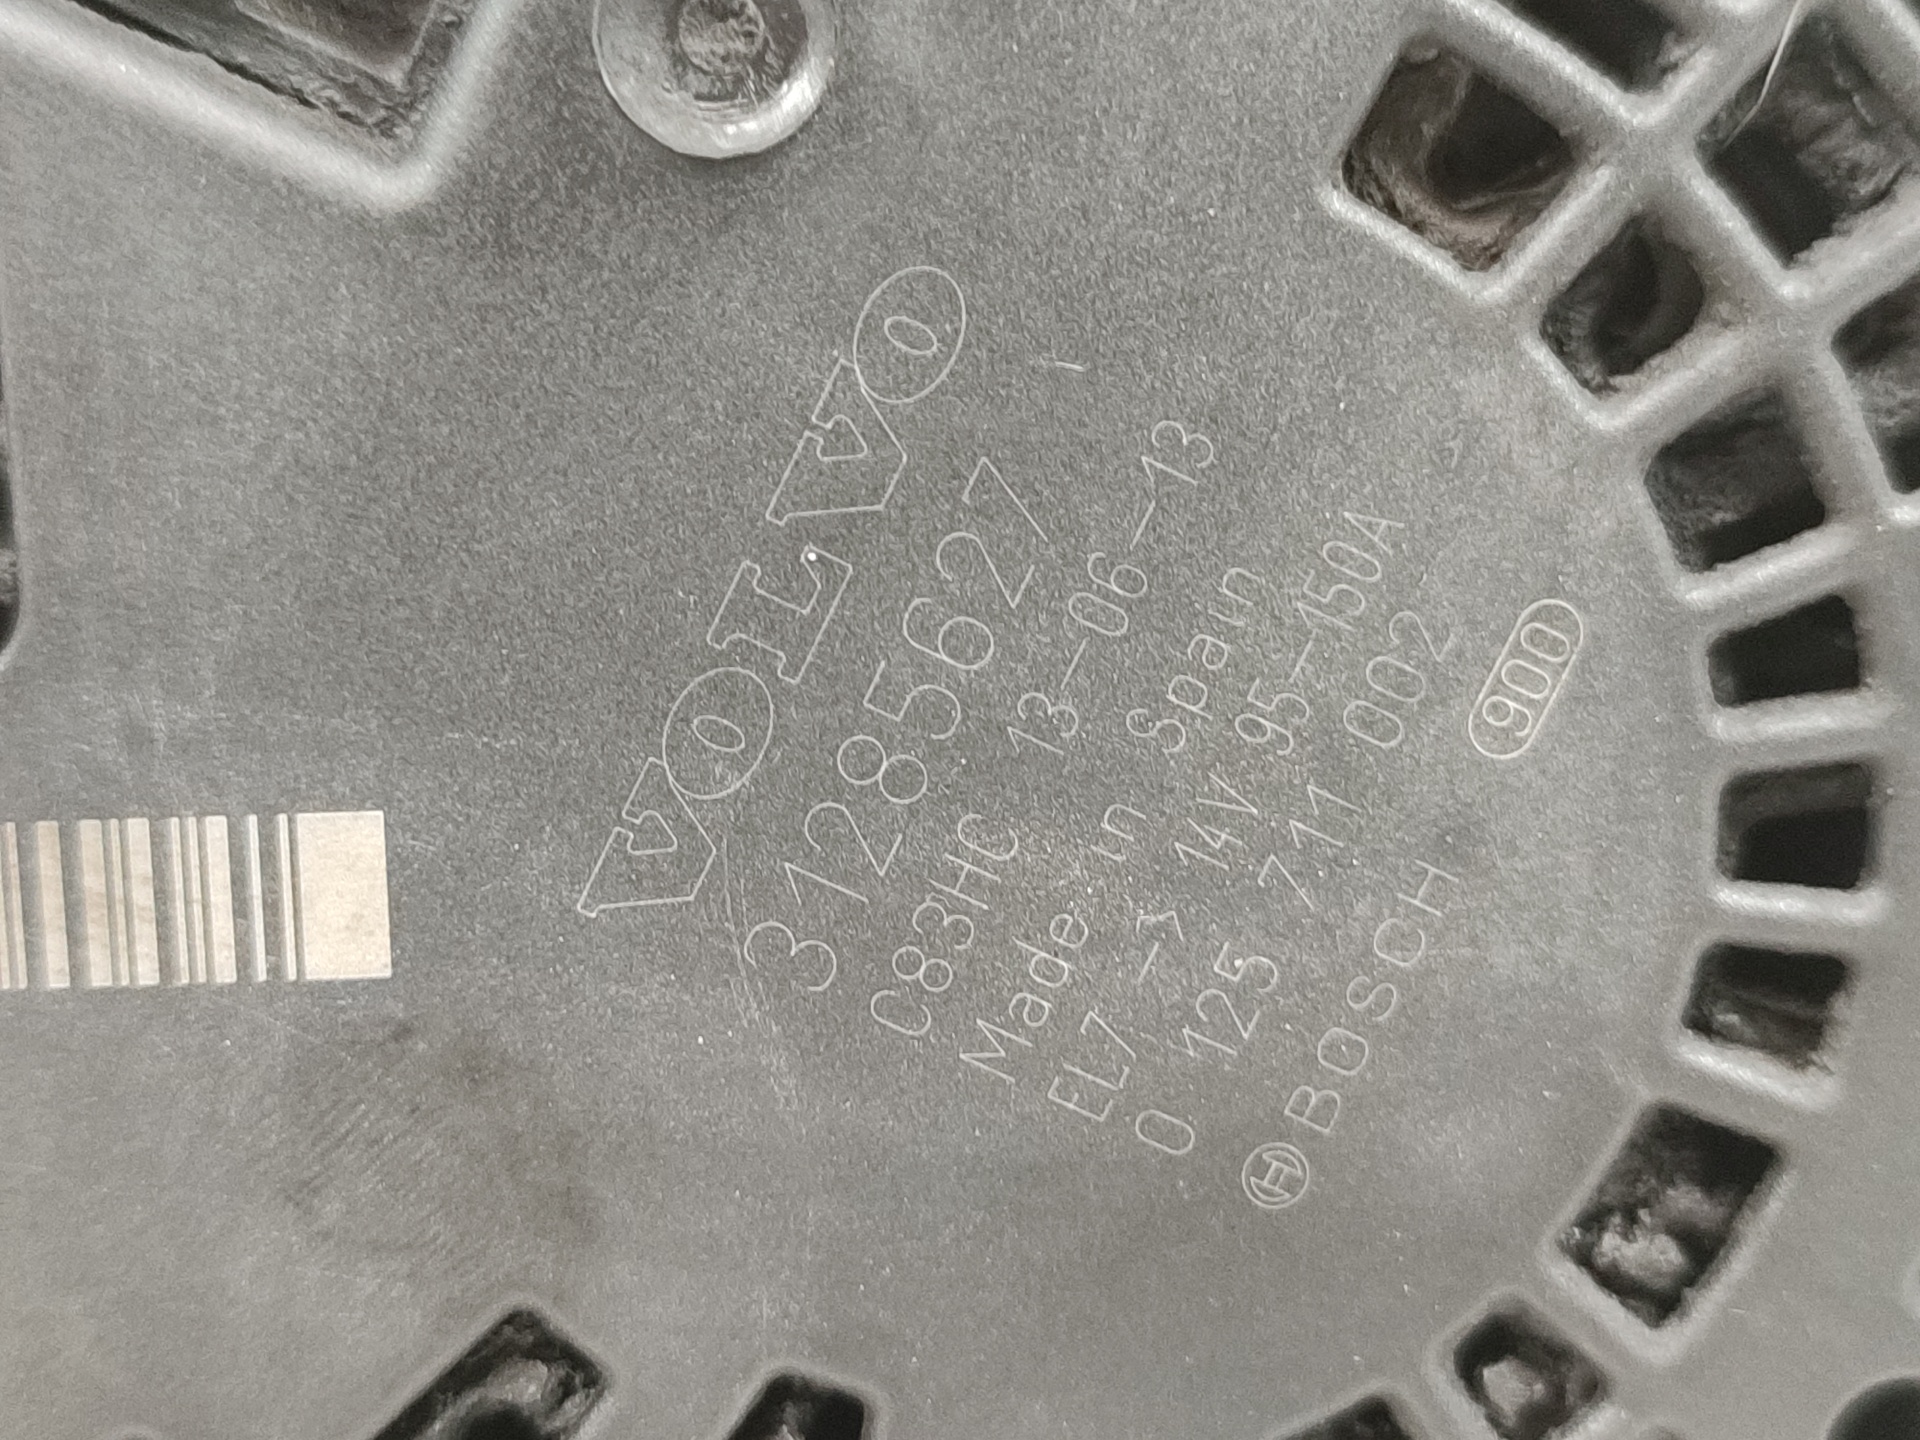 VOLVO
31285627
C83HC 13-06-13
Made in Spain
EL7 -> 14V 95-150A
0 125 711 002
BOSCH
900